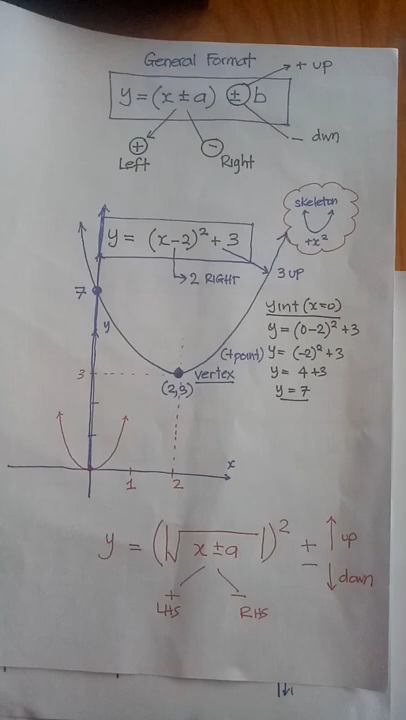 General Format
+ UP
y = (x ± a) ± b
- dwn
+ -
Left Right
skeleton
+x²
y = (x-2)² + 3
2 RIGHT
3 UP
7
y
yint (x=0)
y = (0-2)² + 3
(+point) y = (-2)² + 3
y = 4+3
y = 7
3
vertex
(2,3)
x
1 2
y = (|√x ± a|)² ±
up
down
+ -
LHS RHS